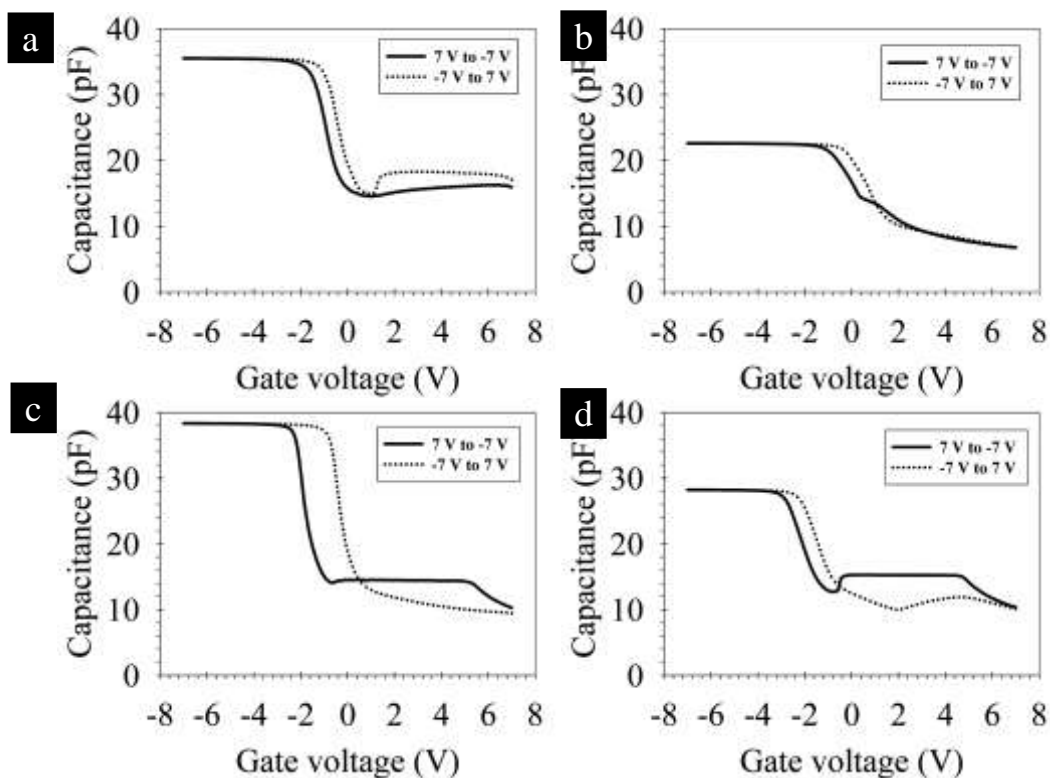 a
40
30
20
10
0
Capacitance (pF)
7 V to -7 V
-7 V to 7 V
-8 -6 -4 -2 0 2 4 6 8
Gate voltage (V)
b
40
30
20
10
0
Capacitance (pF)
7 V to -7 V
-7 V to 7 V
-8 -6 -4 -2 0 2 4 6 8
Gate voltage (V)
c
40
30
20
10
0
Capacitance (pF)
7 V to -7 V
-7 V to 7 V
-8 -6 -4 -2 0 2 4 6 8
Gate voltage (V)
d
40
30
20
10
0
Capacitance (pF)
7 V to -7 V
-7 V to 7 V
-8 -6 -4 -2 0 2 4 6 8
Gate voltage (V)